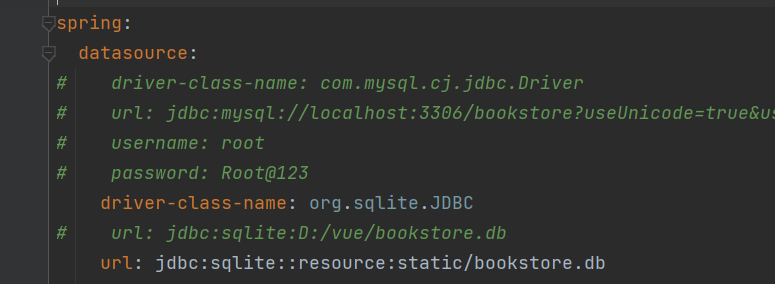 spring:
  datasource:
#    driver-class-name: com.mysql.cj.jdbc.Driver
#    url: jdbc:mysql://localhost:3306/bookstore?useUnicode=true&us
#    username: root
#    password: Root@123
    driver-class-name: org.sqlite.JDBC
#    url: jdbc:sqlite:D:/vue/bookstore.db
    url: jdbc:sqlite::resource:static/bookstore.db